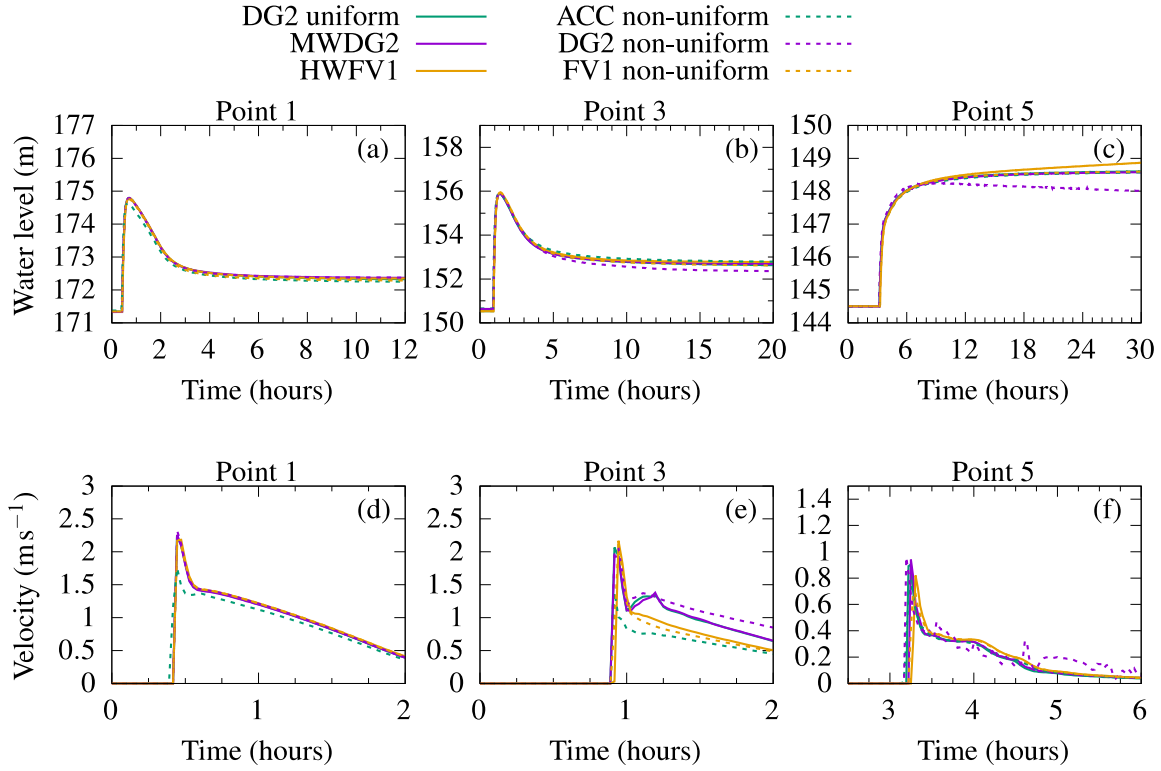 DG2 uniform
MWDG2
HWFV1
ACC non-uniform
DG2 non-uniform
FV1 non-uniform
Point 1
(a)
Water level (m)
177
176
175
174
173
172
171
0 2 4 6 8 10 12
Time (hours)
Point 3
(b)
158
156
154
152
150
0 5 10 15 20
Time (hours)
Point 5
(c)
150
149
148
147
146
145
144
0 6 12 18 24 30
Time (hours)
Point 1
(d)
Velocity (m s⁻¹)
3
2.5
2
1.5
1
0.5
0
0 1 2
Time (hours)
Point 3
(e)
3
2.5
2
1.5
1
0.5
0
0 1 2
Time (hours)
Point 5
(f)
1.4
1.2
1
0.8
0.6
0.4
0.2
0
3 4 5 6
Time (hours)